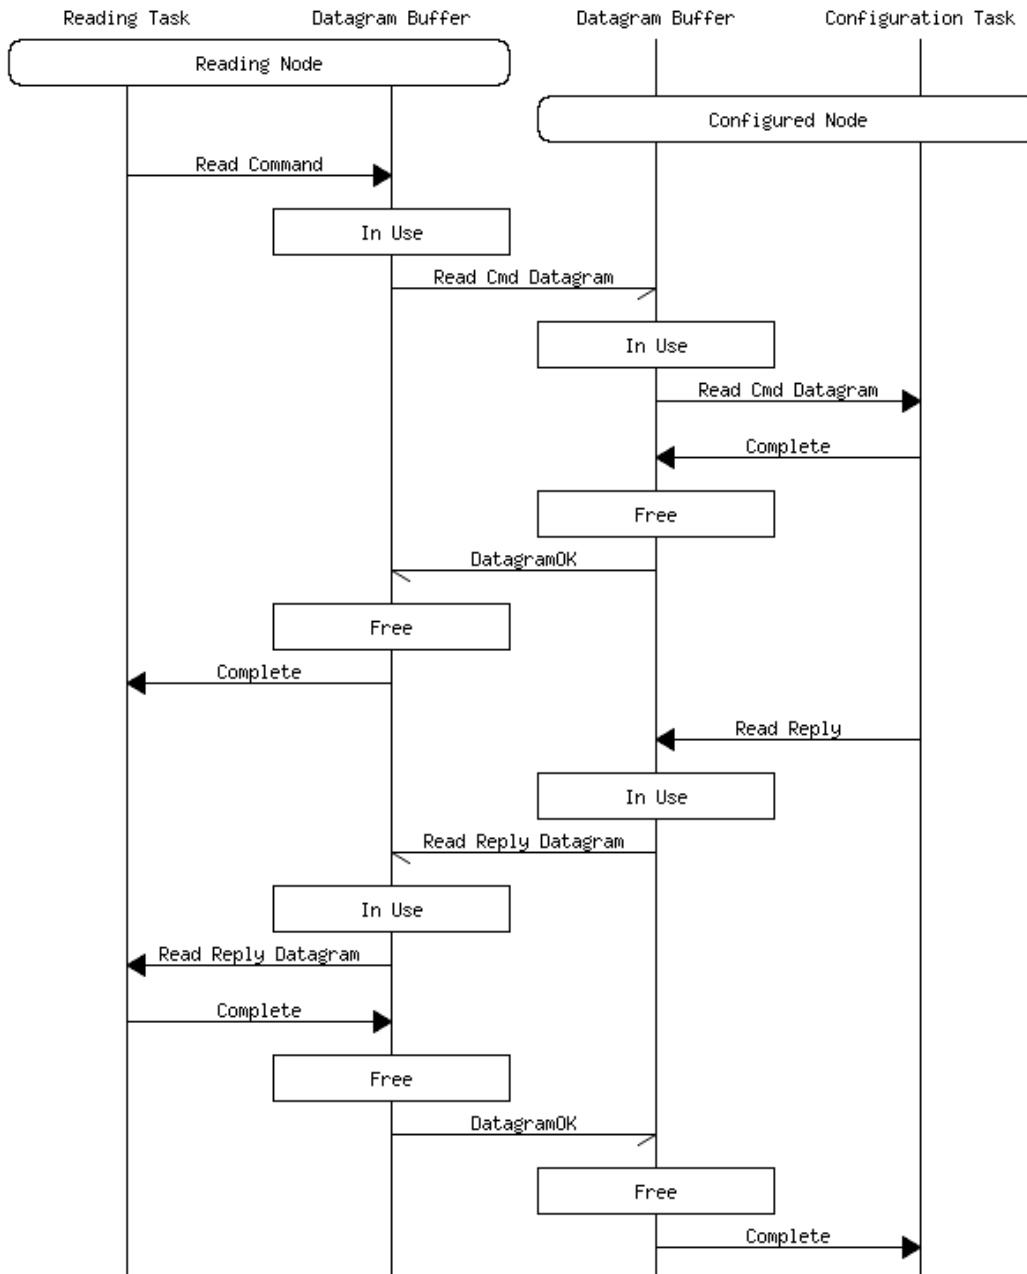 Reading Task
Datagram Buffer
Datagram Buffer
Configuration Task
Reading Node
Configured Node
Read Command
In Use
Read Cmd Datagram
In Use
Read Cmd Datagram
Complete
Free
DatagramOK
Free
Complete
Read Reply
In Use
Read Reply Datagram
In Use
Read Reply Datagram
Complete
Free
DatagramOK
Free
Complete